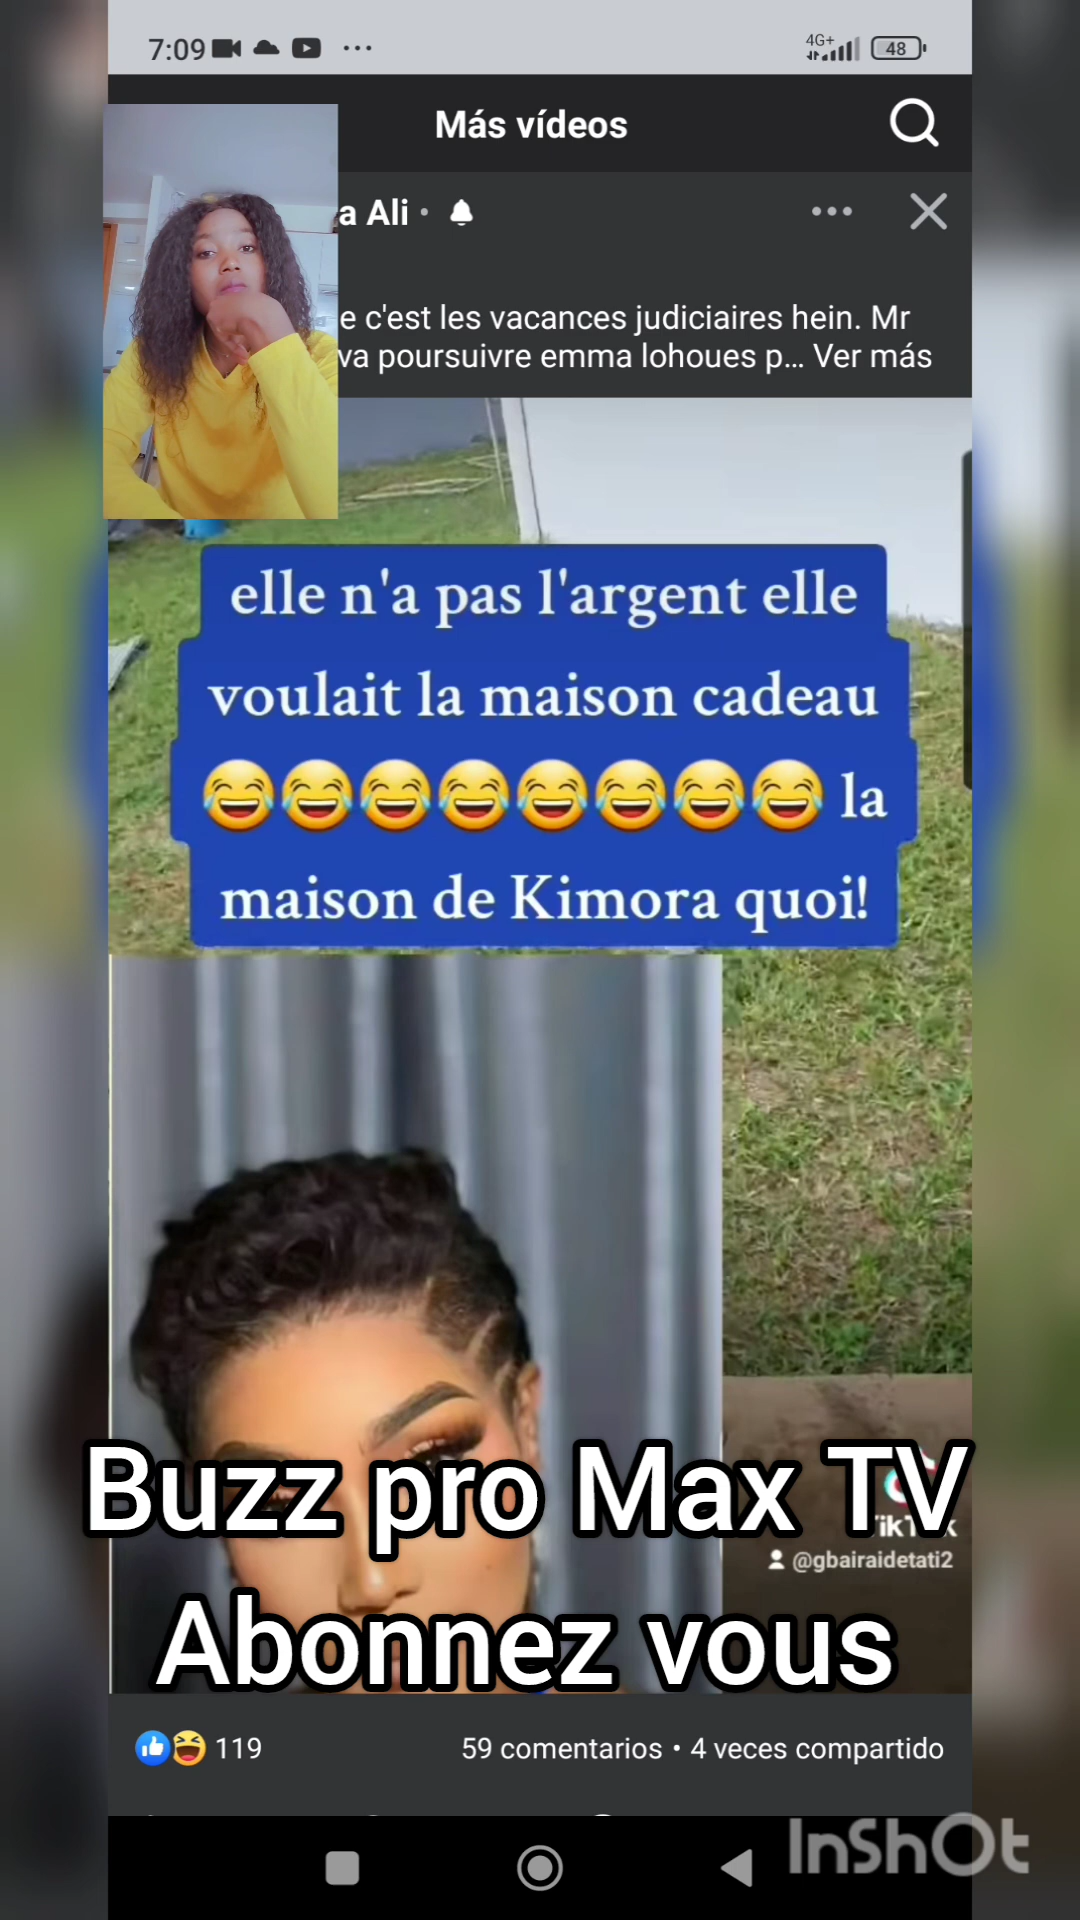 7:09
4G+
48
Más vídeos
a Ali •
e c'est les vacances judiciaires hein. Mr
va poursuivre emma lohoues p... Ver más
elle n'a pas l'argent elle
voulait la maison cadeau
😂😂😂😂😂😂😂😂 la
maison de Kimora quoi!
Buzz pro Max TV
@gbairaidetati2
Abonnez vous
119
59 comentarios • 4 veces compartido
InShOt